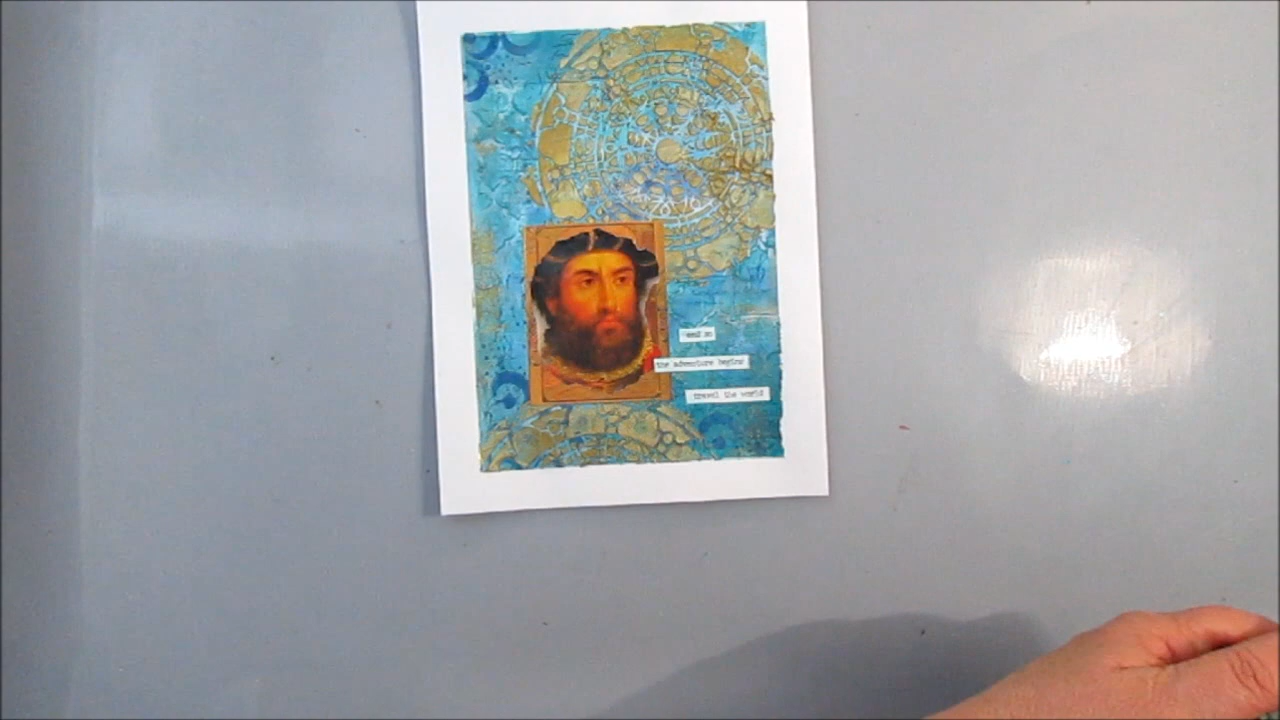 and so
the adventure begins
travel the world